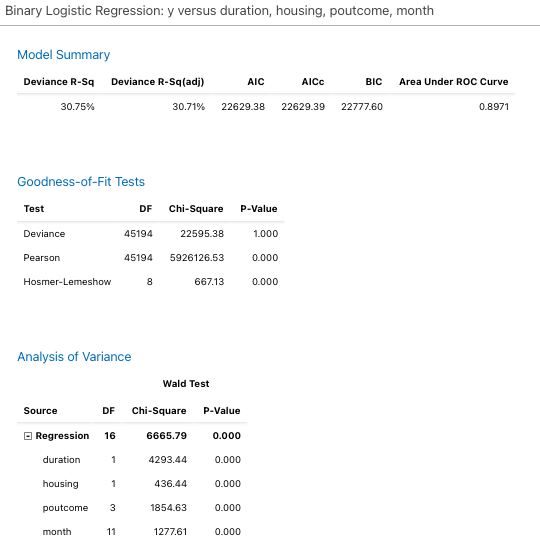 Binary Logistic Regression: y versus duration, housing, poutcome, month
Model Summary
Deviance R-Sq Deviance R-Sq(adj) AIC AICc BIC Area Under ROC Curve
30.75% 30.71% 22629.38 22629.39 22777.60 0.8971
Goodness-of-Fit Tests
Test DF Chi-Square P-Value
Deviance 45194 22595.38 1.000
Pearson 45194 5926126.53 0.000
Hosmer-Lemeshow 8 667.13 0.000
Analysis of Variance
Wald Test
Source DF Chi-Square P-Value
Regression 16 6665.79 0.000
duration 1 4293.44 0.000
housing 1 436.44 0.000
poutcome 3 1854.63 0.000
month 11 1277.61 0.000